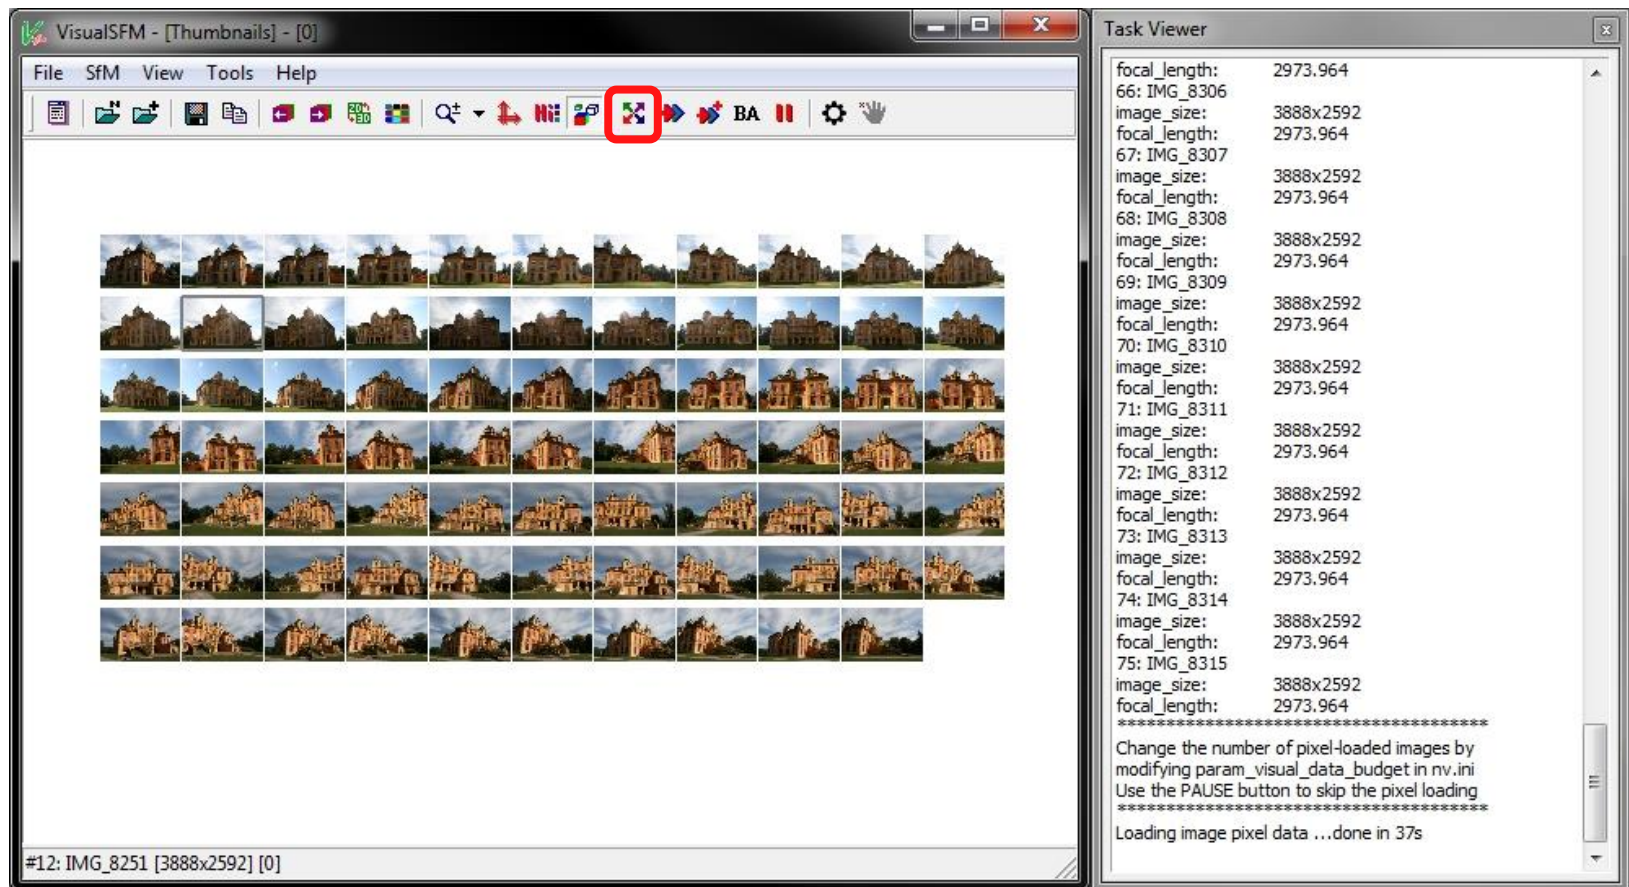 VisualSFM - [Thumbnails] - [0]
File SfM View Tools Help
BA
#12: IMG_8251 [3888x2592] [0]
Task Viewer
focal_length: 2973.964
66: IMG_8306
image_size: 3888x2592
focal_length: 2973.964
67: IMG_8307
image_size: 3888x2592
focal_length: 2973.964
68: IMG_8308
image_size: 3888x2592
focal_length: 2973.964
69: IMG_8309
image_size: 3888x2592
focal_length: 2973.964
70: IMG_8310
image_size: 3888x2592
focal_length: 2973.964
71: IMG_8311
image_size: 3888x2592
focal_length: 2973.964
72: IMG_8312
image_size: 3888x2592
focal_length: 2973.964
73: IMG_8313
image_size: 3888x2592
focal_length: 2973.964
74: IMG_8314
image_size: 3888x2592
focal_length: 2973.964
75: IMG_8315
image_size: 3888x2592
focal_length: 2973.964
****************************************
Change the number of pixel-loaded images by
modifying param_visual_data_budget in nv.ini
Use the PAUSE button to skip the pixel loading
****************************************
Loading image pixel data ...done in 37s